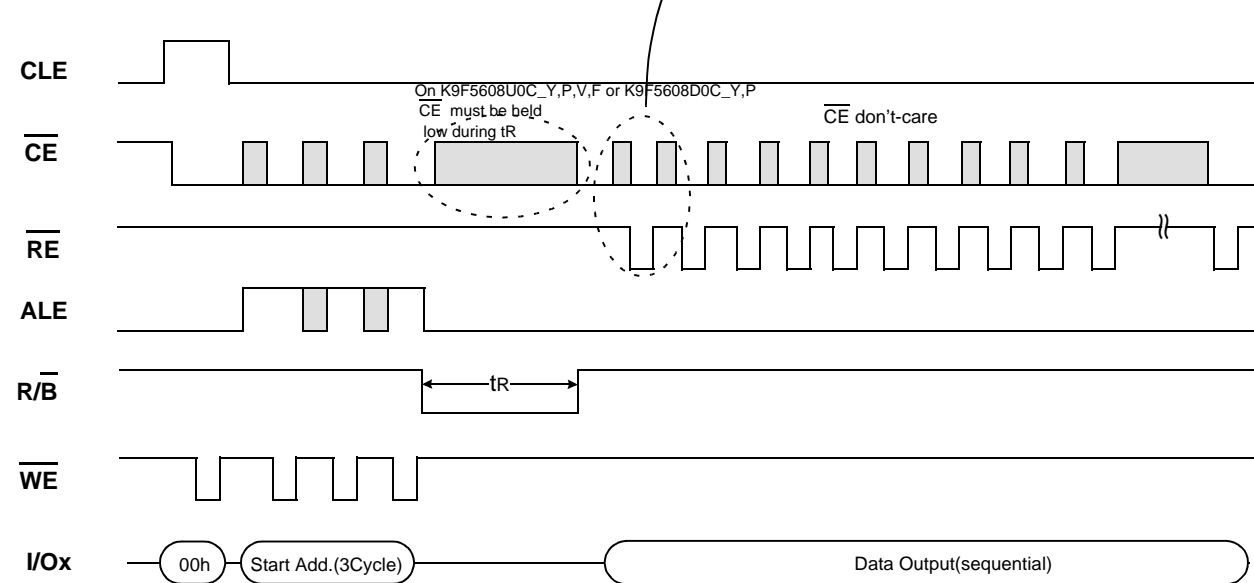 CLE
On K9F5608U0C_Y,P,V,F or K9F5608D0C_Y,P
CE must be beld
low during tR
CE don't-care
CE
RE
ALE
R/B
tR
WE
I/Ox
00h
Start Add.(3Cycle)
Data Output(sequential)